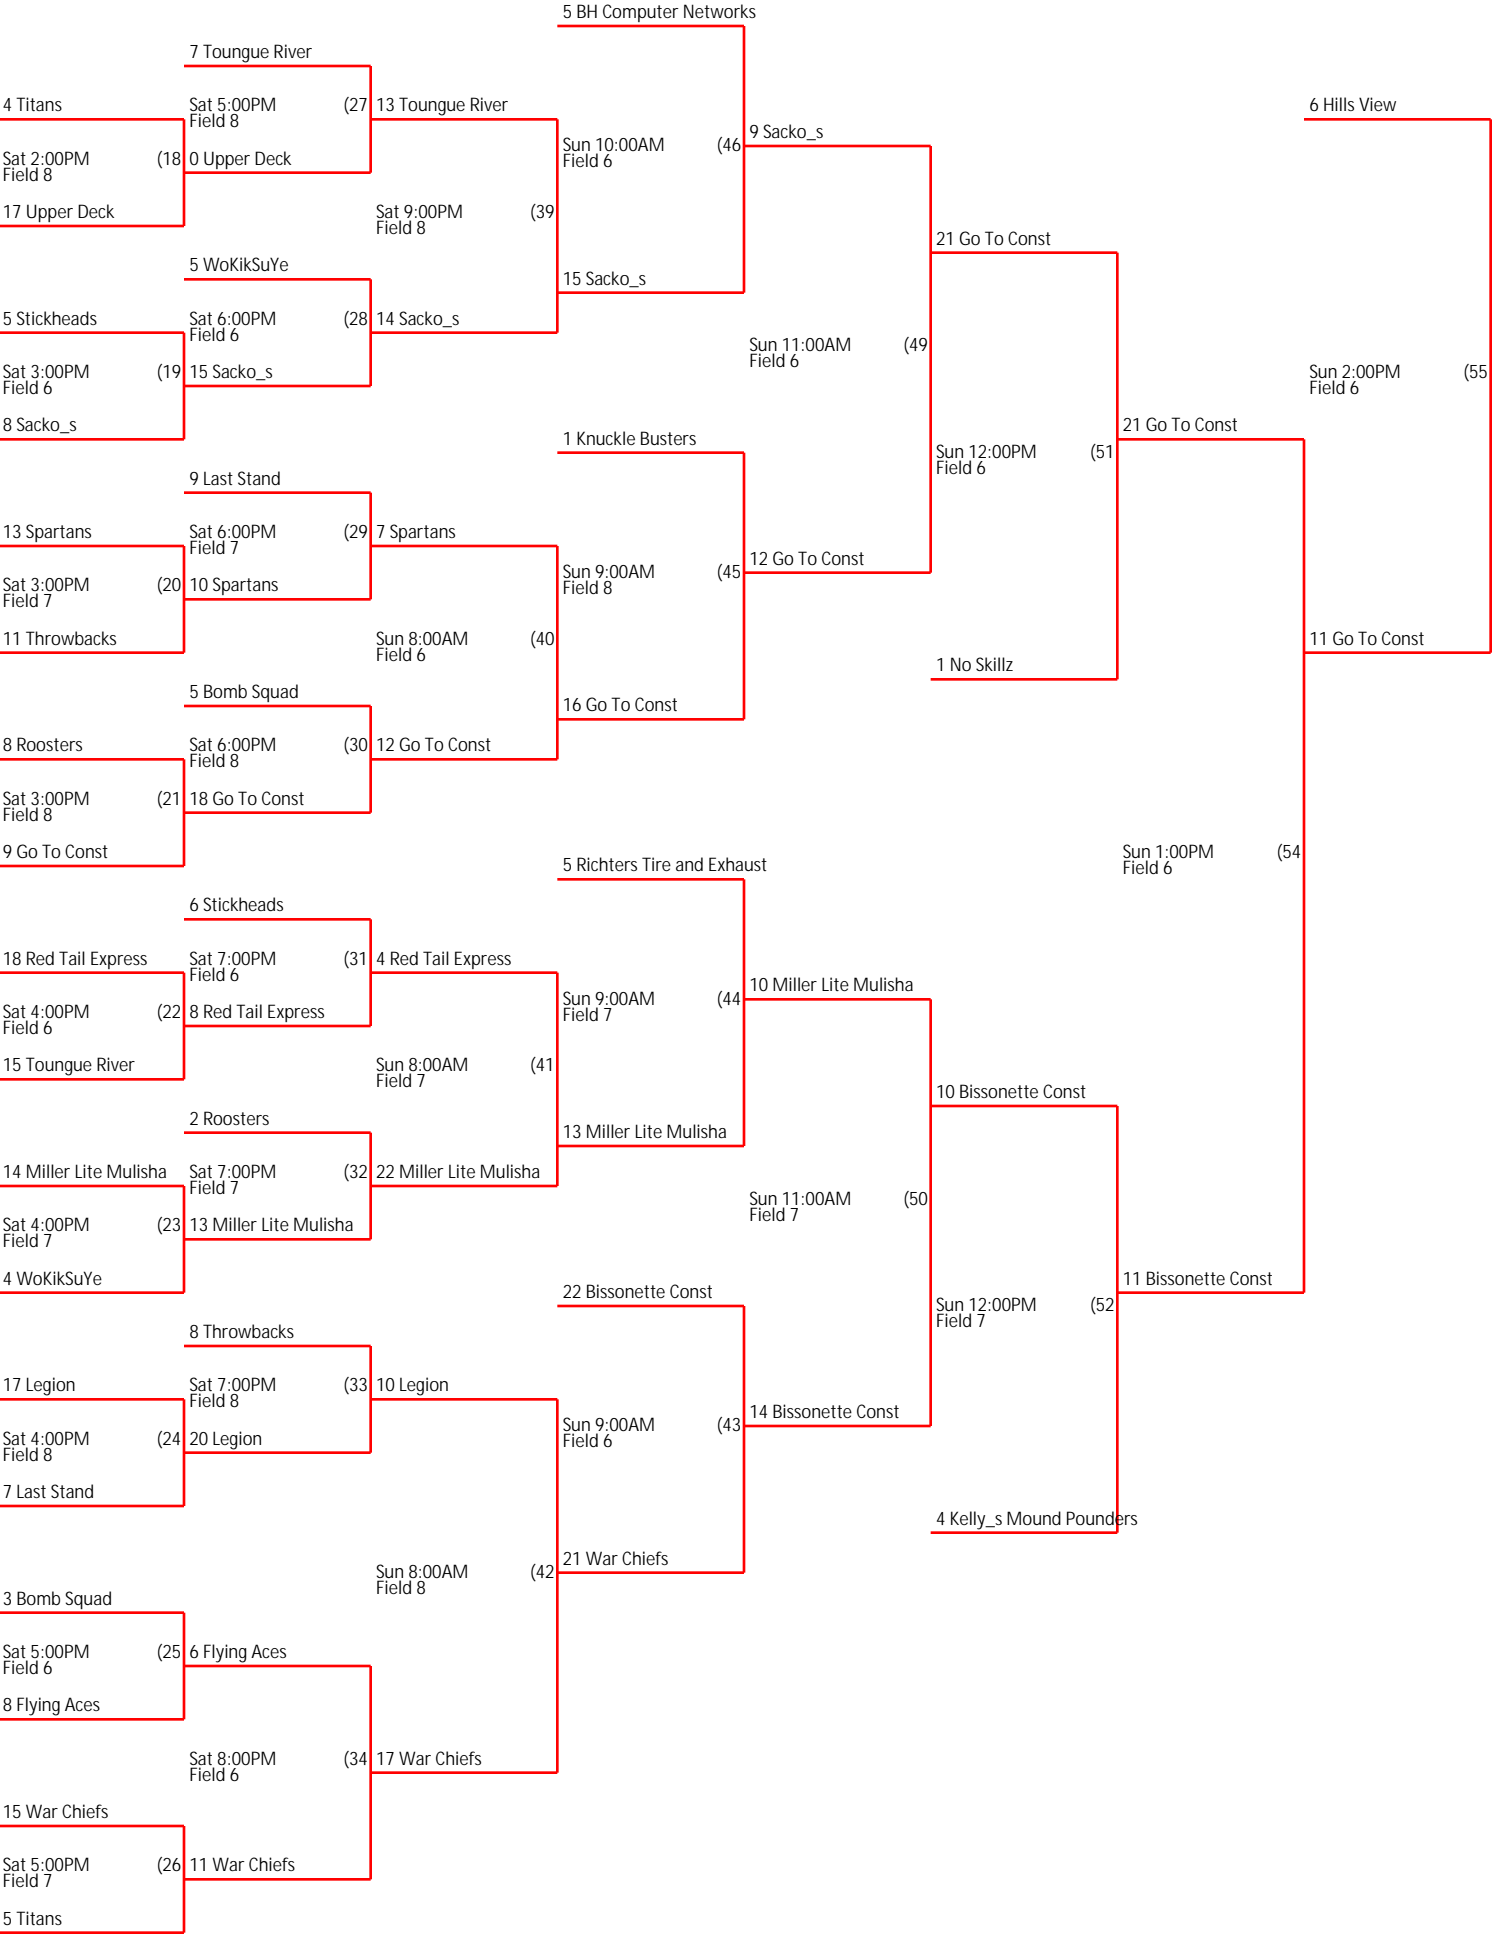 5 BH Computer Networks
7 Toungue River
4 Titans
Sat 5:00PM
Field 8
(27
13 Toungue River
6 Hills View
9 Sacko_s
Sun 10:00AM
Field 6
(46
Sat 2:00PM
Field 8
(18
0 Upper Deck
17 Upper Deck
Sat 9:00PM
Field 8
(39
21 Go To Const
5 WoKikSuYe
15 Sacko_s
5 Stickheads
Sat 6:00PM
Field 6
(28
14 Sacko_s
Sun 11:00AM
Field 6
(49
Sat 3:00PM
Field 6
(19
15 Sacko_s
Sun 2:00PM
Field 6
(55
8 Sacko_s
21 Go To Const
1 Knuckle Busters
Sun 12:00PM
Field 6
(51
9 Last Stand
13 Spartans
Sat 6:00PM
Field 7
(29
7 Spartans
12 Go To Const
Sun 9:00AM
Field 8
(45
Sat 3:00PM
Field 7
(20
10 Spartans
11 Throwbacks
Sun 8:00AM
Field 6
(40
11 Go To Const
1 No Skillz
5 Bomb Squad
16 Go To Const
8 Roosters
Sat 6:00PM
Field 8
(30
12 Go To Const
Sat 3:00PM
Field 8
(21
18 Go To Const
9 Go To Const
Sun 1:00PM
Field 6
(54
5 Richters Tire and Exhaust
6 Stickheads
18 Red Tail Express
Sat 7:00PM
Field 6
(31
4 Red Tail Express
10 Miller Lite Mulisha
Sun 9:00AM
Field 7
(44
Sat 4:00PM
Field 6
(22
8 Red Tail Express
15 Toungue River
Sun 8:00AM
Field 7
(41
10 Bissonette Const
2 Roosters
13 Miller Lite Mulisha
14 Miller Lite Mulisha
Sat 7:00PM
Field 7
(32
22 Miller Lite Mulisha
Sun 11:00AM
Field 7
(50
Sat 4:00PM
Field 7
(23
13 Miller Lite Mulisha
4 WoKikSuYe
11 Bissonette Const
22 Bissonette Const
Sun 12:00PM
Field 7
(52
8 Throwbacks
17 Legion
Sat 7:00PM
Field 8
(33
10 Legion
14 Bissonette Const
Sun 9:00AM
Field 6
(43
Sat 4:00PM
Field 8
(24
20 Legion
7 Last Stand
4 Kelly_s Mound Pounders
21 War Chiefs
Sun 8:00AM
Field 8
(42
3 Bomb Squad
Sat 5:00PM
Field 6
(25
6 Flying Aces
8 Flying Aces
Sat 8:00PM
Field 6
(34
17 War Chiefs
15 War Chiefs
Sat 5:00PM
Field 7
(26
11 War Chiefs
5 Titans